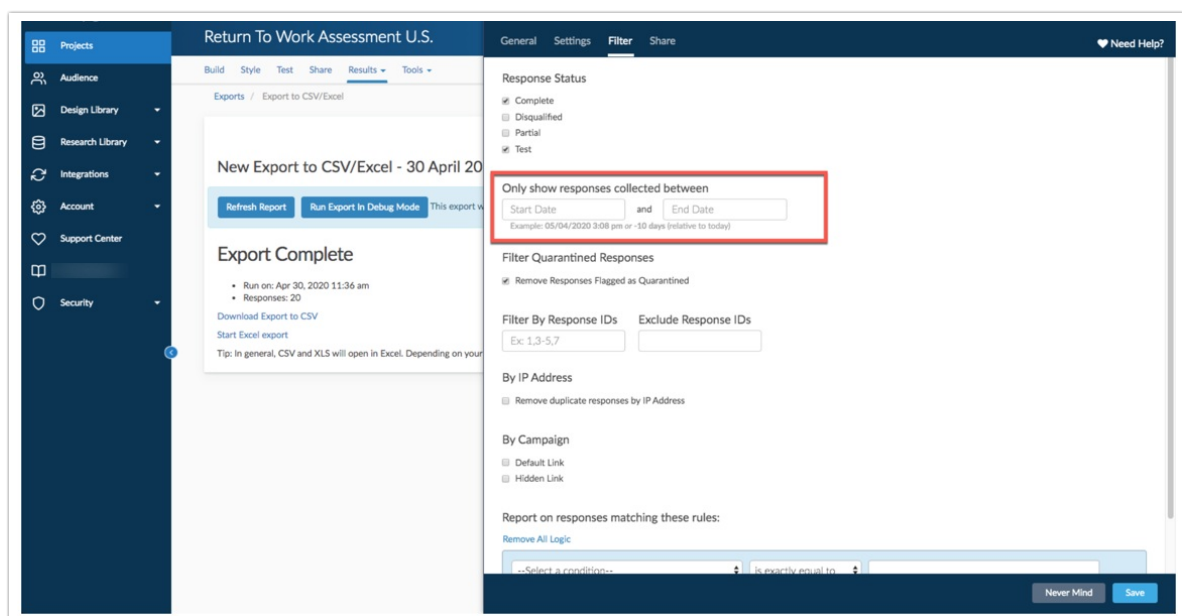 Projects
Audience
Design Library
Research Library
Integrations
Account
Support Center
Security
Return To Work Assessment U.S.
Build Style Test Share Results Tools
Exports / Export to CSV/Excel
New Export to CSV/Excel - 30 April 20
Refresh Report Run Export In Debug Mode This export w
Export Complete
• Run on: Apr 30, 2020 11:36 am
• Responses: 20
Download Export to CSV
Start Excel export
Tip: In general, CSV and XLS will open in Excel. Depending on your
General Settings Filter Share Need Help?
Response Status
Complete
Disqualified
Partial
Test
Only show responses collected between
Start Date and End Date
Example: 05/04/2020 3:08 pm or -10 days (relative to today)
Filter Quarantined Responses
Remove Responses Flagged as Quarantined
Filter By Response IDs Exclude Response IDs
Ex: 1,3-5,7
By IP Address
Remove duplicate responses by IP Address
By Campaign
Default Link
Hidden Link
Report on responses matching these rules:
Remove All Logic
--Select a condition-- is exactly equal to
Never Mind Save